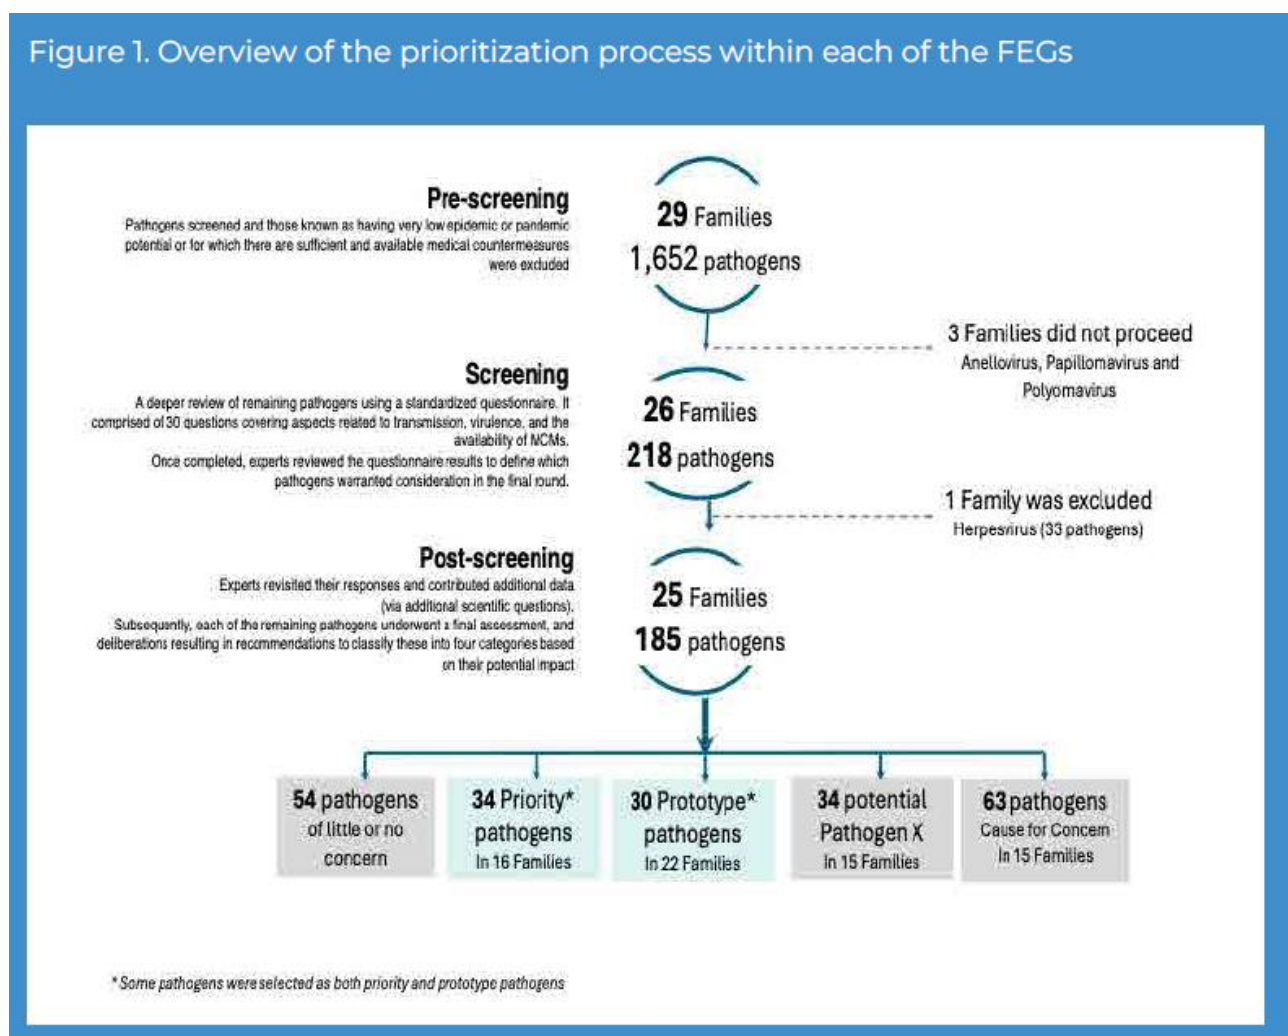 Figure 1. Overview of the prioritization process within each of the FEGs
Pre-screening
Pathogens screened and those known as having very low epidemic or pandemic
potential or for which there are sufficient and available medical countermeasures
were excluded
29 Families
1,652 pathogens
3 Families did not proceed
Anellovirus, Papillomavirus and
Polyomavirus
Screening
A deeper review of remaining pathogens using a standardized questionnaire. It
comprised of 30 questions covering aspects related to transmission, virulence, and the
availability of MCMs.
Once completed, experts reviewed the questionnaire results to define which
pathogens warranted consideration in the final round.
26 Families
218 pathogens
1 Family was excluded
Herpesvirus (33 pathogens)
Post-screening
Experts revisited their responses and contributed additional data
(via additional scientific questions).
Subsequently, each of the remaining pathogens underwent a final assessment, and
deliberations resulting in recommendations to classify these into four categories based
on their potential impact
25 Families
185 pathogens
54 pathogens
of little or no
concern
34 Priority*
pathogens
In 16 Families
30 Prototype*
pathogens
In 22 Families
34 potential
Pathogen X
In 15 Families
63 pathogens
Cause for Concern
In 15 Families
* Some pathogens were selected as both priority and prototype pathogens